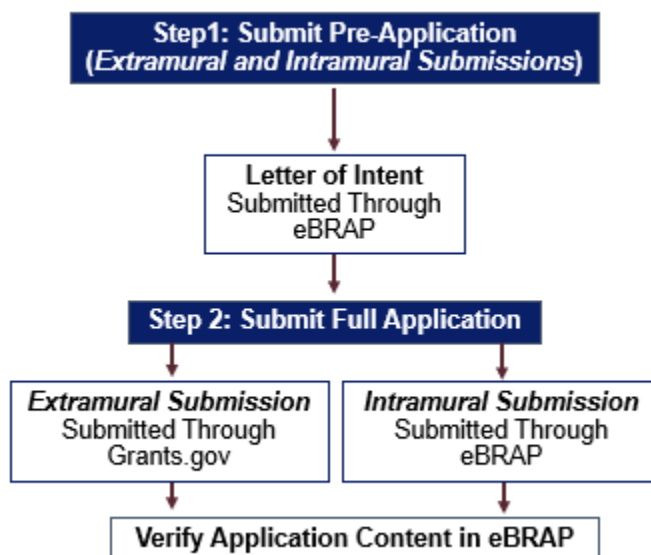 Step1: Submit Pre-Application
(Extramural and Intramural Submissions)
Letter of Intent
Submitted Through
eBRAP
Step 2: Submit Full Application
Extramural Submission
Submitted Through
Grants.gov
Intramural Submission
Submitted Through
eBRAP
Verify Application Content in eBRAP